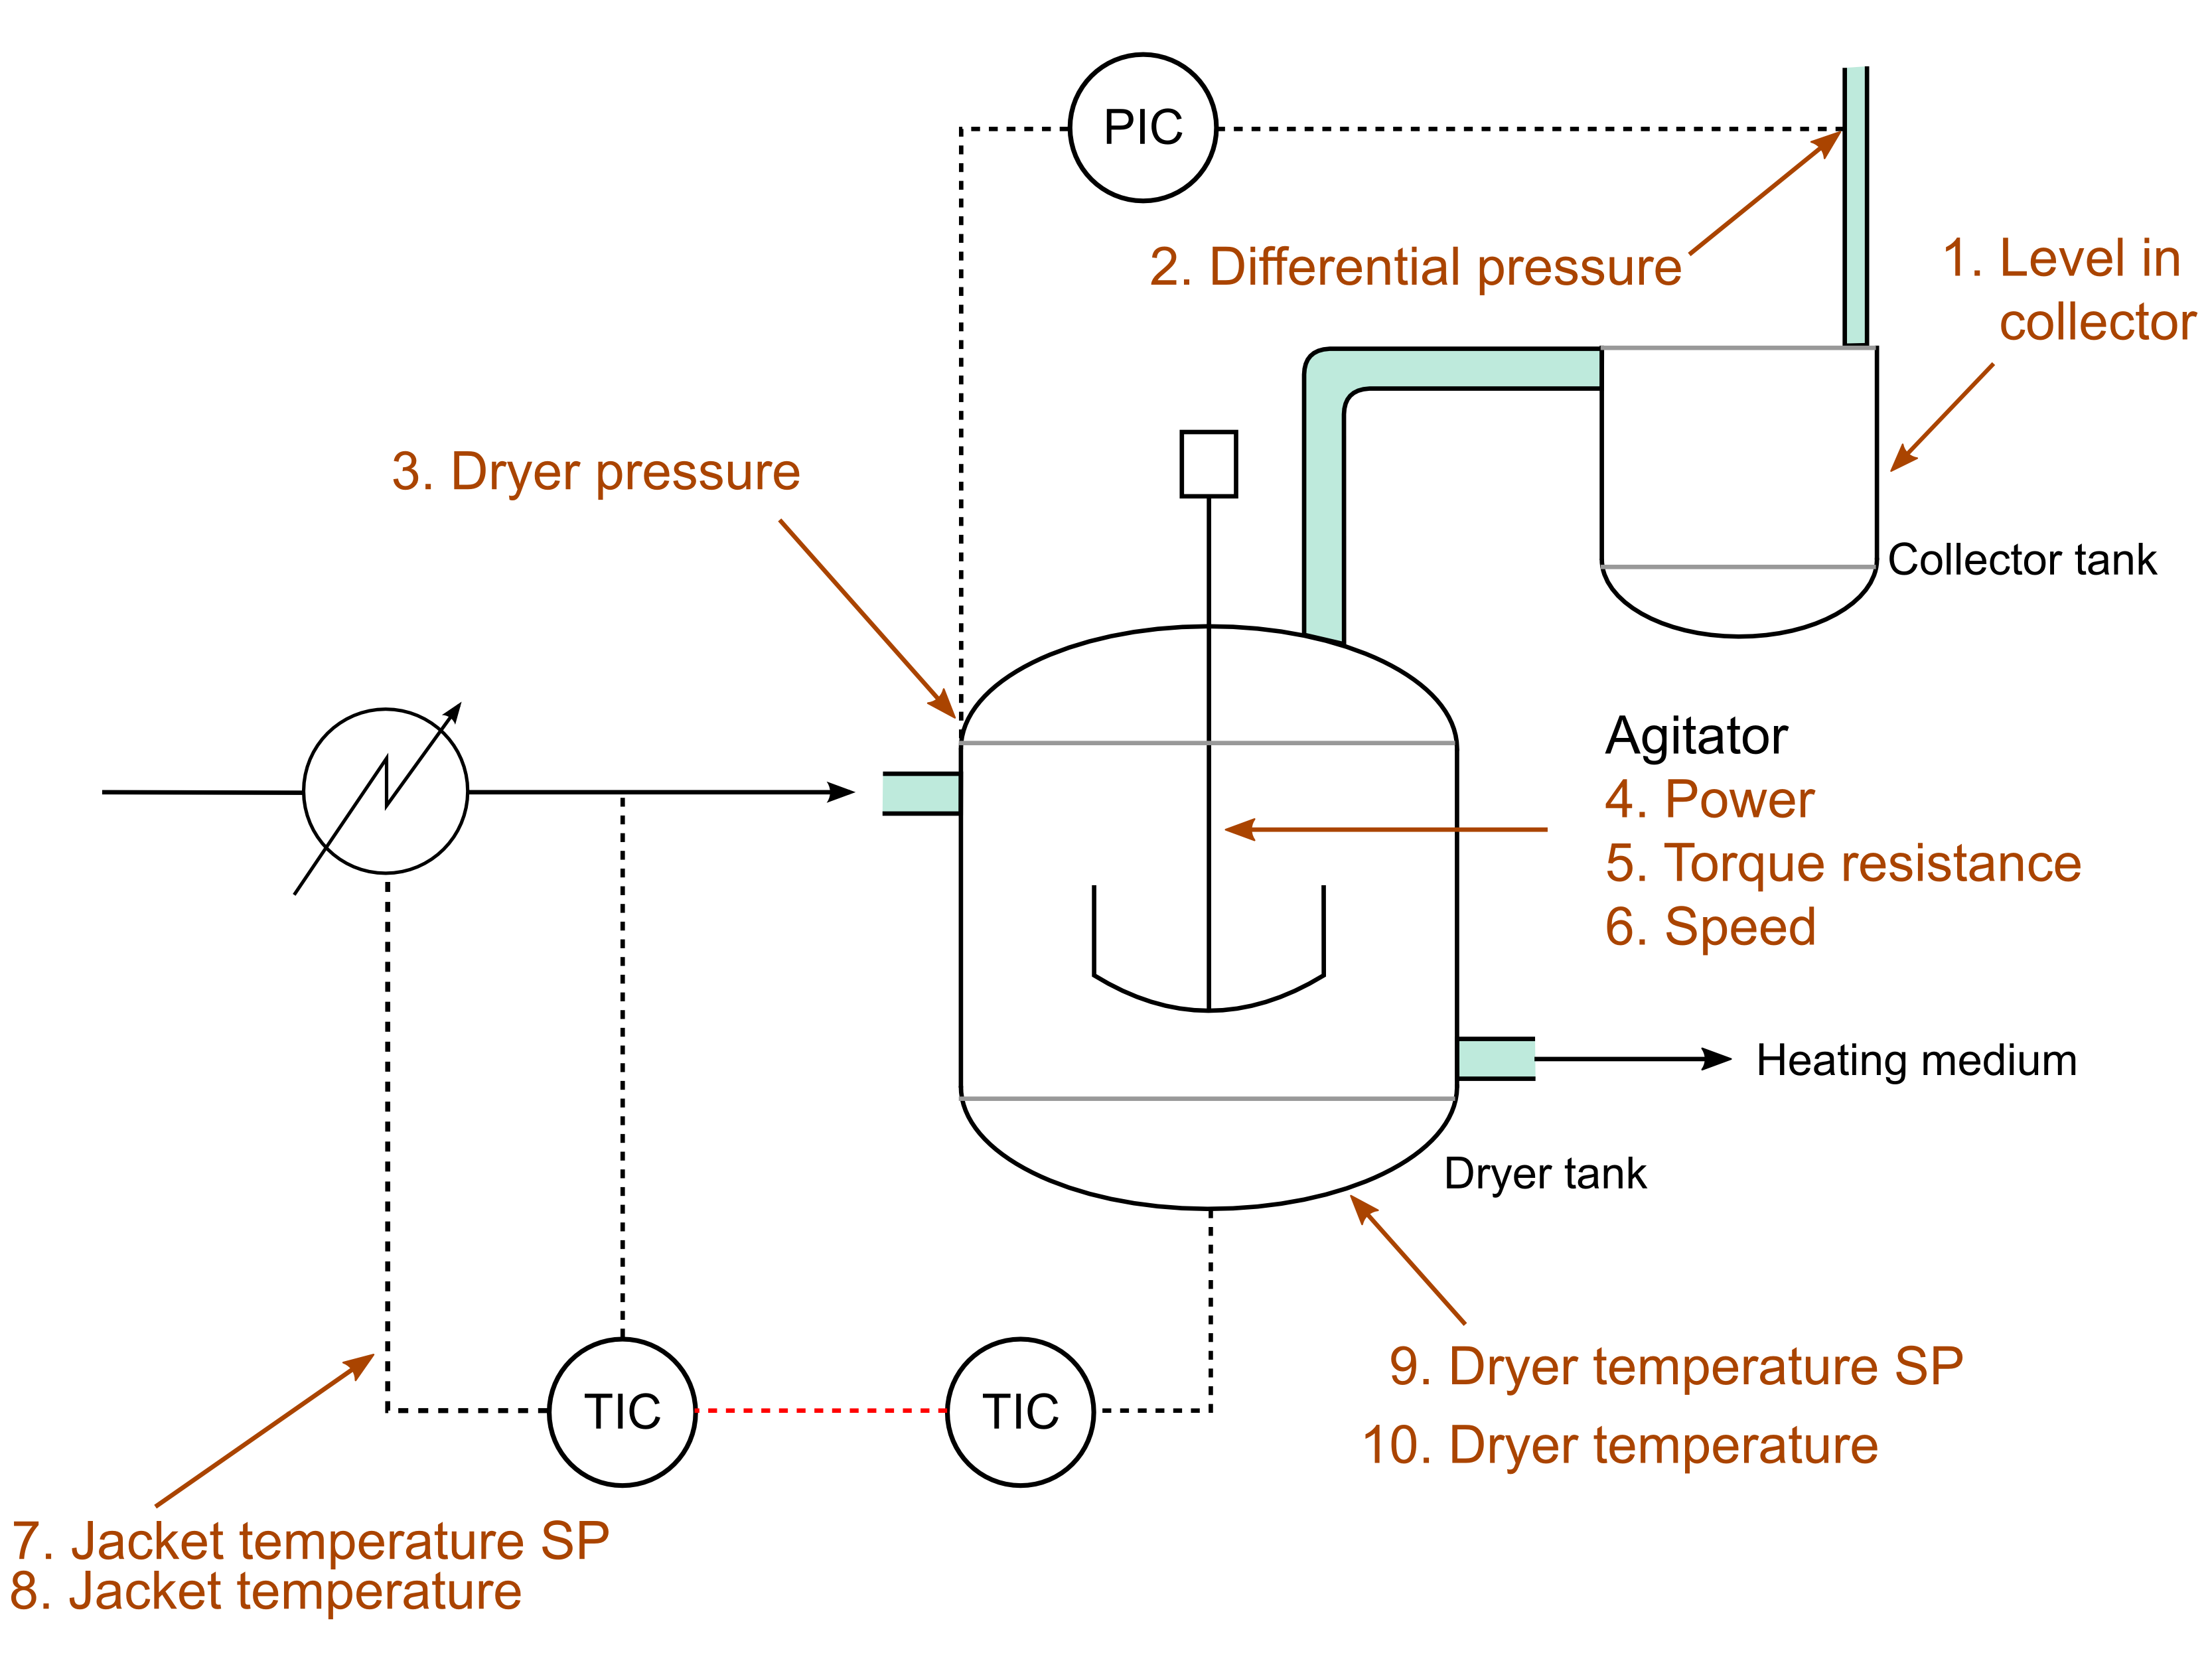 PIC
2. Differential pressure
1. Level in
collector
3. Dryer pressure
Collector tank
Agitator
4. Power
5. Torque resistance
6. Speed
Heating medium
Dryer tank
9. Dryer temperature SP
TIC
TIC
10. Dryer temperature
7. Jacket temperature SP
8. Jacket temperature